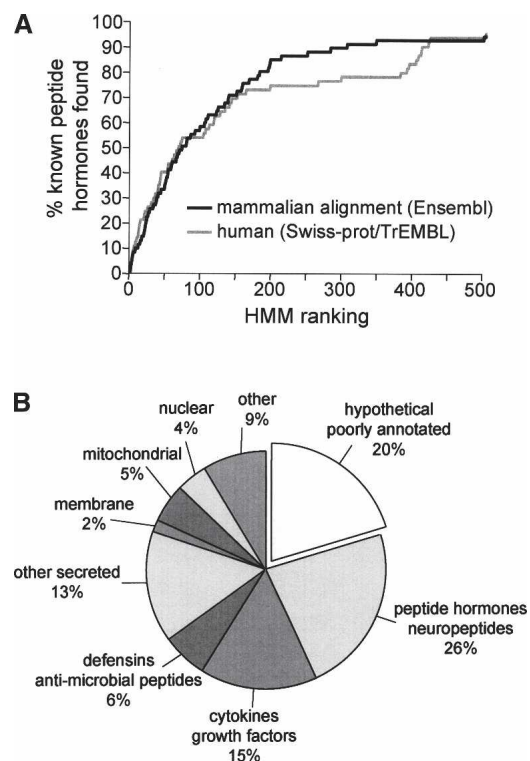 A
% known peptide
hormones found
100
90
80
70
60
50
40
30
20
10
0
0
100
200
300
400
500
mammalian alignment (Ensembl)
human (Swiss-prot/TrEMBL)
HMM ranking
B
other
9%
nuclear
4%
mitochondrial
5%
membrane
2%
other secreted
13%
defensins
anti-microbial peptides
6%
cytokines
growth factors
15%
peptide hormones
neuropeptides
26%
hypothetical
poorly annotated
20%